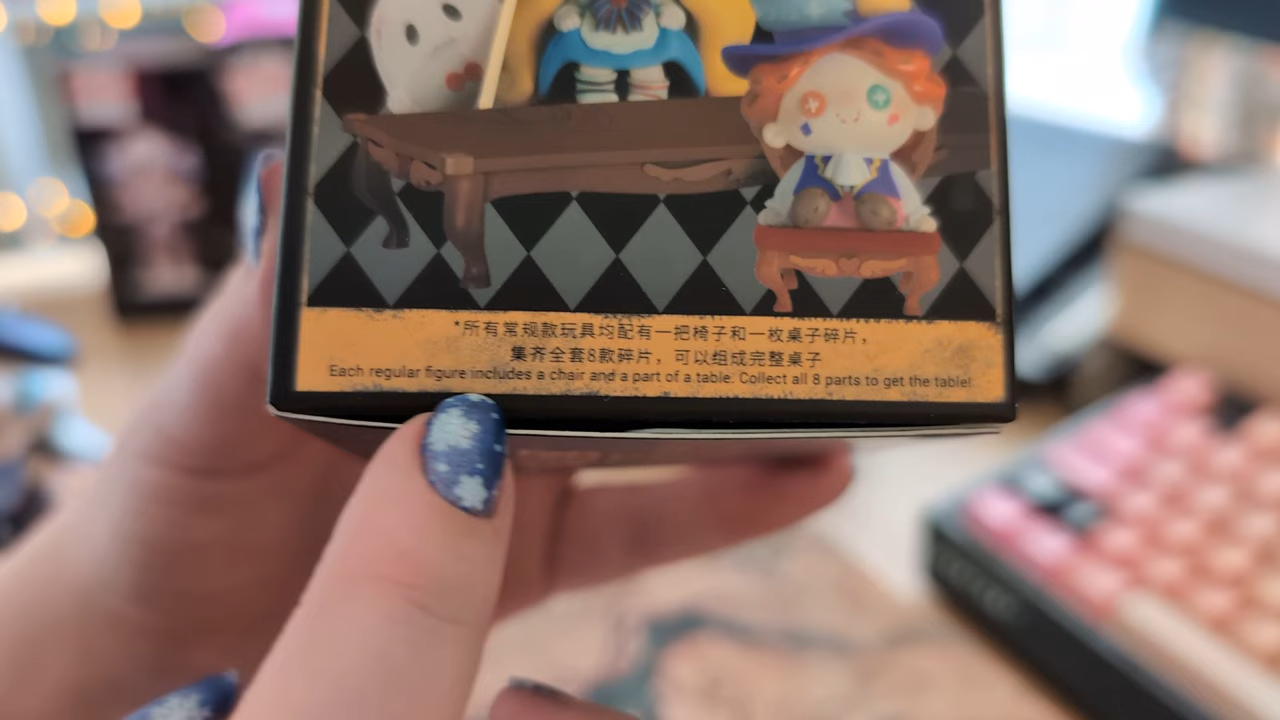 *所有常规款玩具均配有一把椅子和一枚桌子碎片，
集齐全套8款碎片，可以组成完整桌子
Each regular figure includes a chair and a part of a table. Collect all 8 parts to get the table!